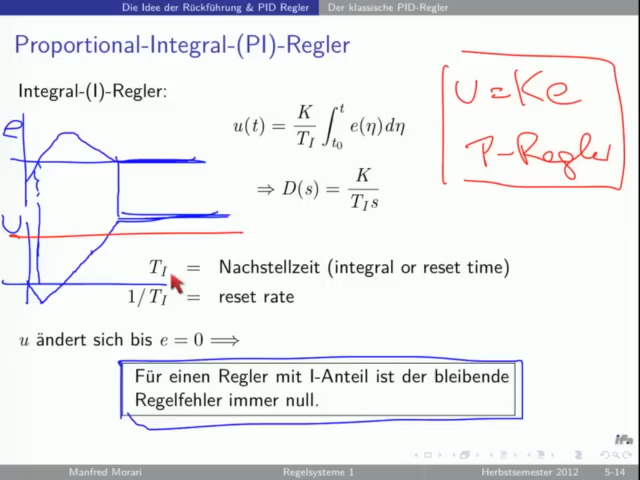 Die Idee der Rückführung & PID Regler Der klassische PID-Regler
Proportional-Integral-(PI)-Regler
Integral-(I)-Regler:
u(t) = K/T_I ∫_{t_0}^{t} e(η)dη
⇒ D(s) = K/(T_I s)
U = Ke
P-Regler
e
U
T_I = Nachstellzeit (integral or reset time)
1/T_I = reset rate
u ändert sich bis e = 0 ⟹
Für einen Regler mit I-Anteil ist der bleibende
Regelfehler immer null.
Manfred Morari Regelsysteme 1 Herbstsemester 2012 5-14